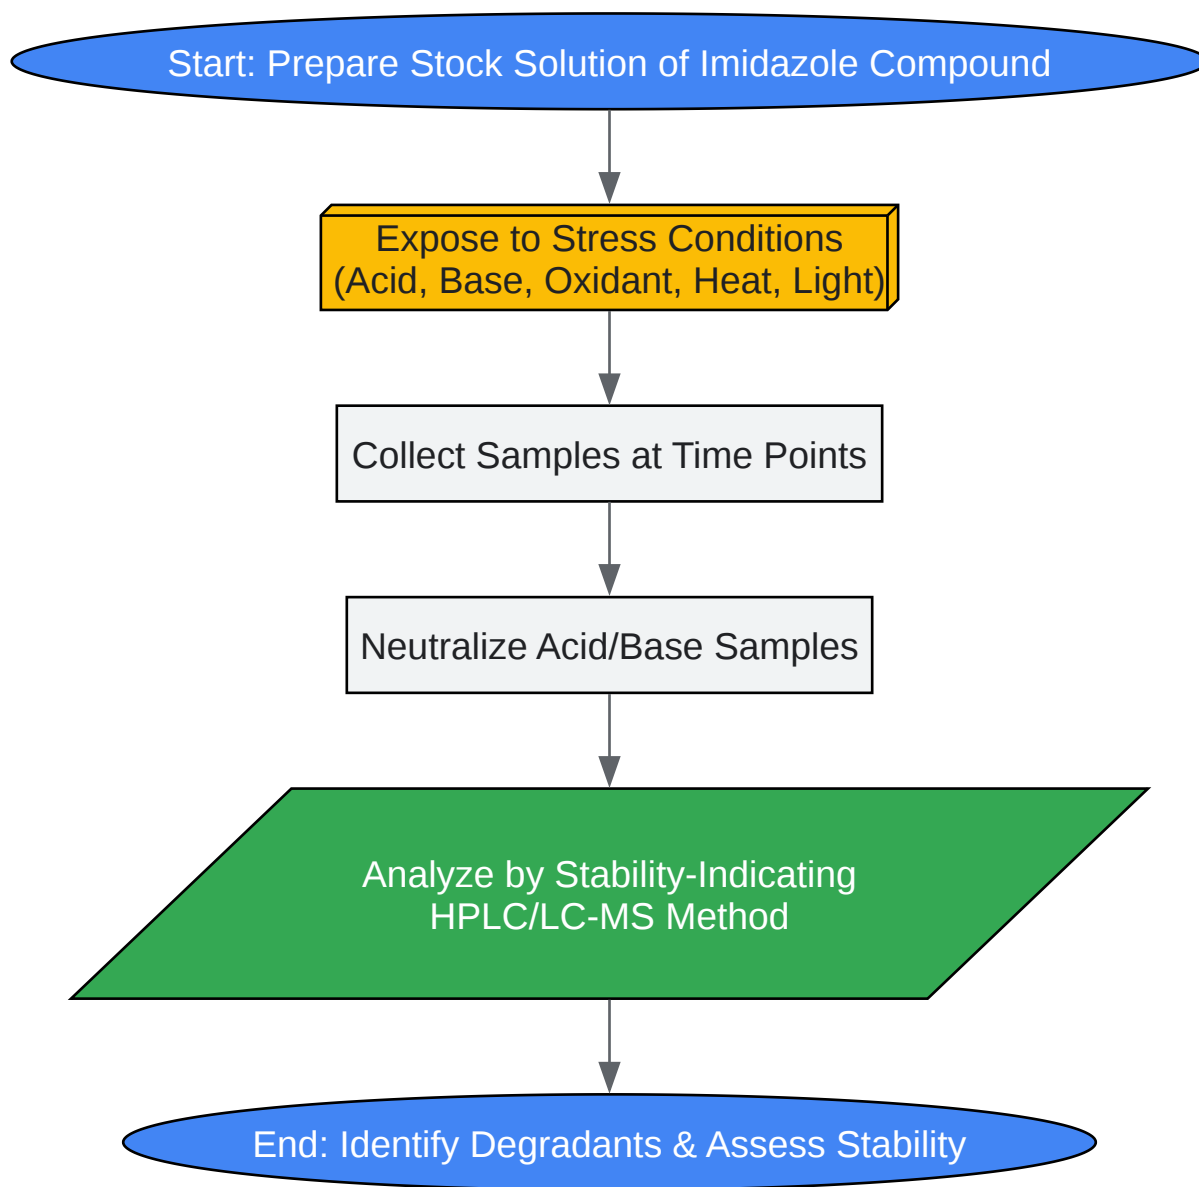 Start: Prepare Stock Solution of Imidazole Compound
Expose to Stress Conditions
(Acid, Base, Oxidant, Heat, Light)
Collect Samples at Time Points
Neutralize Acid/Base Samples
Analyze by Stability-Indicating
HPLC/LC-MS Method
End: Identify Degradants & Assess Stability